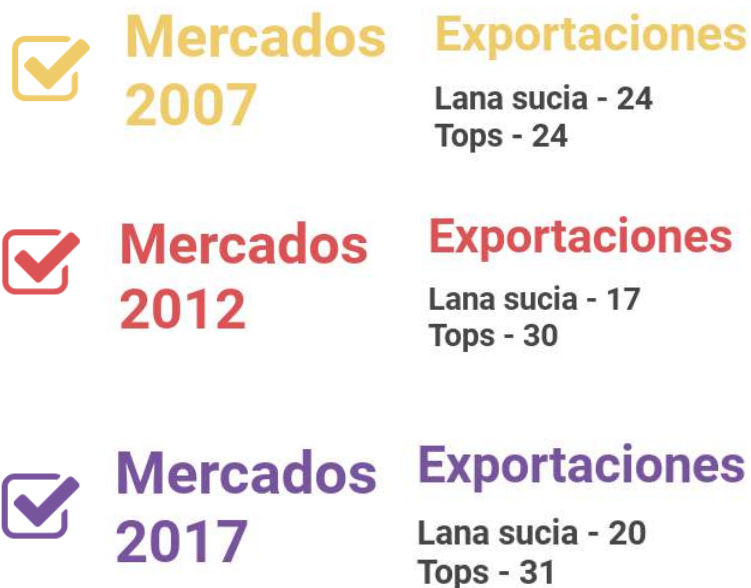 Mercados
2007
Exportaciones
Lana sucia - 24
Tops - 24
Mercados
2012
Exportaciones
Lana sucia - 17
Tops - 30
Mercados
2017
Exportaciones
Lana sucia - 20
Tops - 31